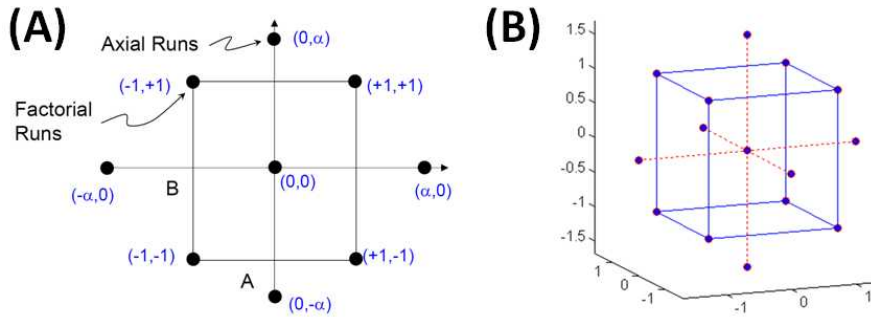 (A)
Axial Runs
(0,α)
(-1,+1)
(+1,+1)
Factorial
Runs
(-α,0)
B
(0,0)
(α,0)
(-1,-1)
(+1,-1)
A
(0,-α)
(B)
1.5
1
0.5
0
-0.5
-1
-1.5
1
0
-1
-1
0
1